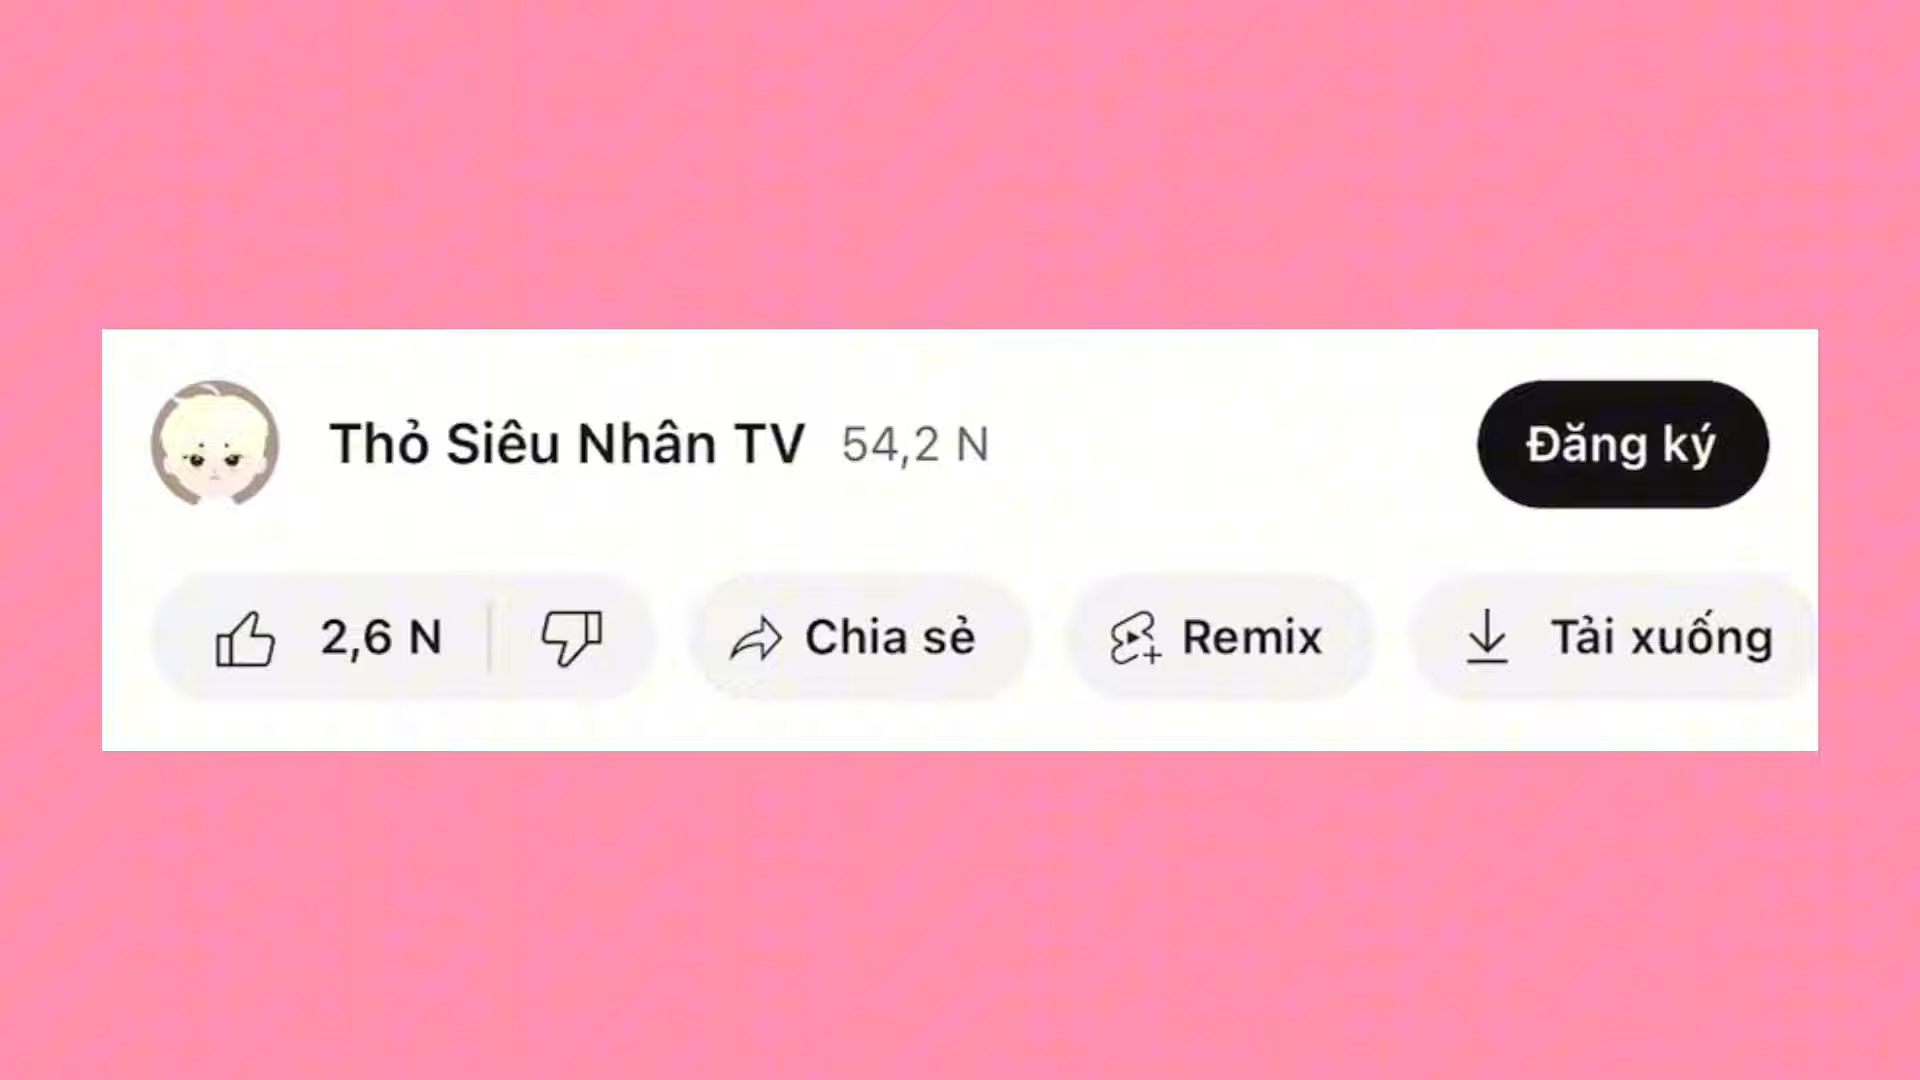 Thỏ Siêu Nhân TV 54,2 N
Đăng ký
2,6 N
Chia sẻ
Remix
Tải xuống